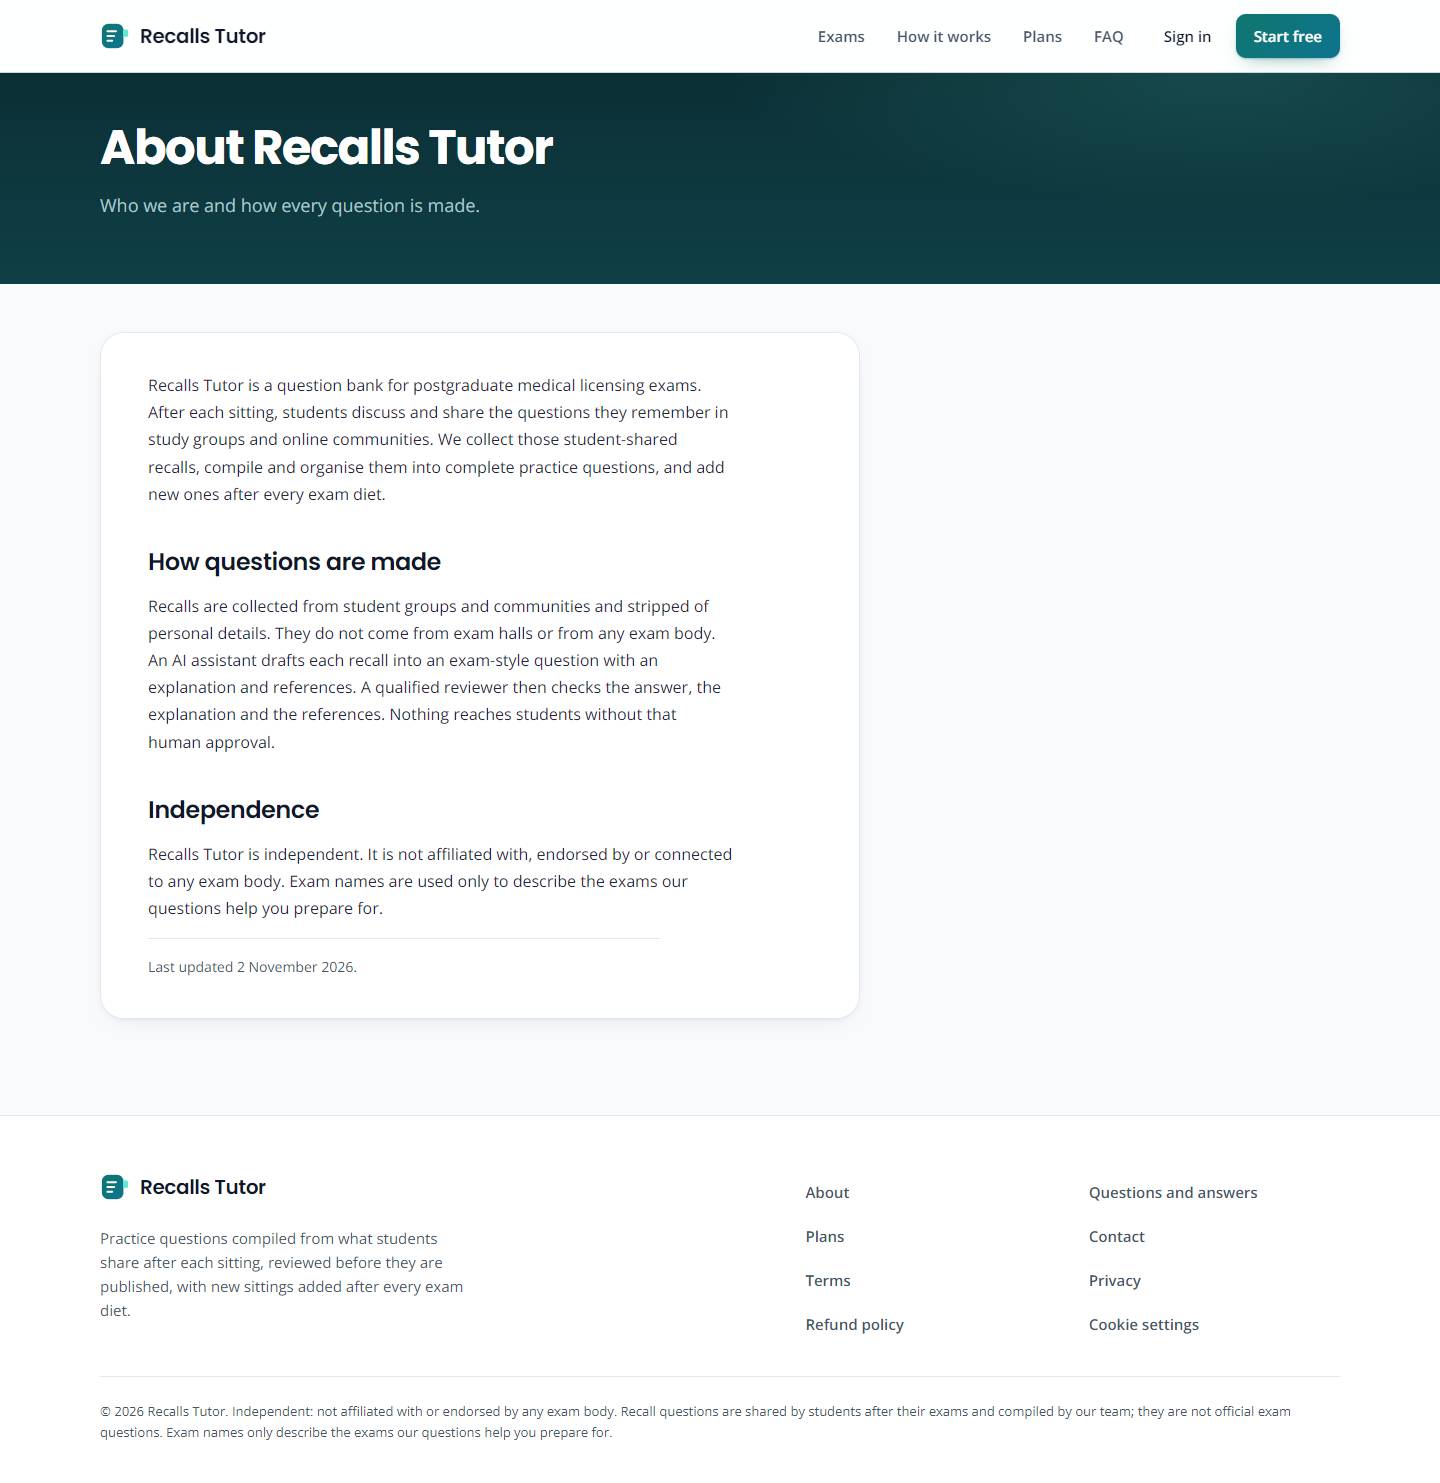 Recalls Tutor
Exams
How it works
Plans
FAQ
Sign in
Start free
About Recalls Tutor
Who we are and how every question is made.
Recalls Tutor is a question bank for postgraduate medical licensing exams.
After each sitting, students discuss and share the questions they remember in
study groups and online communities. We collect those student-shared
recalls, compile and organise them into complete practice questions, and add
new ones after every exam diet.
How questions are made
Recalls are collected from student groups and communities and stripped of
personal details. They do not come from exam halls or from any exam body.
An AI assistant drafts each recall into an exam-style question with an
explanation and references. A qualified reviewer then checks the answer, the
explanation and the references. Nothing reaches students without that
human approval.
Independence
Recalls Tutor is independent. It is not affiliated with, endorsed by or connected
to any exam body. Exam names are used only to describe the exams our
questions help you prepare for.
Last updated 2 November 2026.
Recalls Tutor
Practice questions compiled from what students
share after each sitting, reviewed before they are
published, with new sittings added after every exam
diet.
About
Questions and answers
Plans
Contact
Terms
Privacy
Refund policy
Cookie settings
© 2026 Recalls Tutor. Independent: not affiliated with or endorsed by any exam body. Recall questions are shared by students after their exams and compiled by our team; they are not official exam
questions. Exam names only describe the exams our questions help you prepare for.